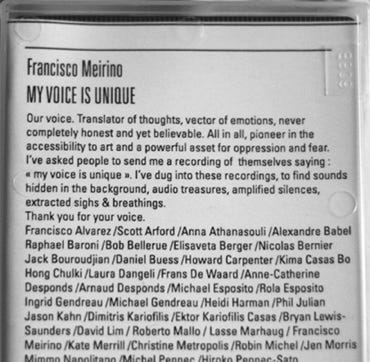 Francisco Meirino
MY VOICE IS UNIQUE
Our voice. Translator of thoughts, vector of emotions, never
completely honest and yet believable. All in all, pioneer in the
accessibility to art and a powerful asset for oppression and fear.
I've asked people to send me a recording of themselves saying :
« my voice is unique ». I've dug into these recordings, to find sounds
hidden in the background, audio treasures, amplified silences,
extracted sighs & breathings.
Thank you for your voice.
Francisco Alvarez /Scott Arford /Anna Athanasouli /Alexandre Babel
Raphael Baroni /Bob Bellerue /Elisaveta Berger /Nicolas Bernier
Jack Bouroudjian /Daniel Buess /Howard Carpenter /Kima Casas Bo
Hong Chulki /Laura Dangeli /Frans De Waard /Anne-Catherine
Desponds /Arnaud Desponds /Michael Esposito /Rola Esposito
Ingrid Gendreau /Michael Gendreau /Heidi Harman /Phil Julian
Jason Kahn /Dimitris Kariofilis /Ektor Kariofilis Casas /Bryan Lewis-
Saunders /David Lim / Roberto Mallo / Lasse Marhaug / Francisco
Meirino /Kate Merrill /Christine Metropolis /Robin Michel /Jen Morris
Mimmo Napolitano /Michel Pennec /Hiroko Pennec-Sato